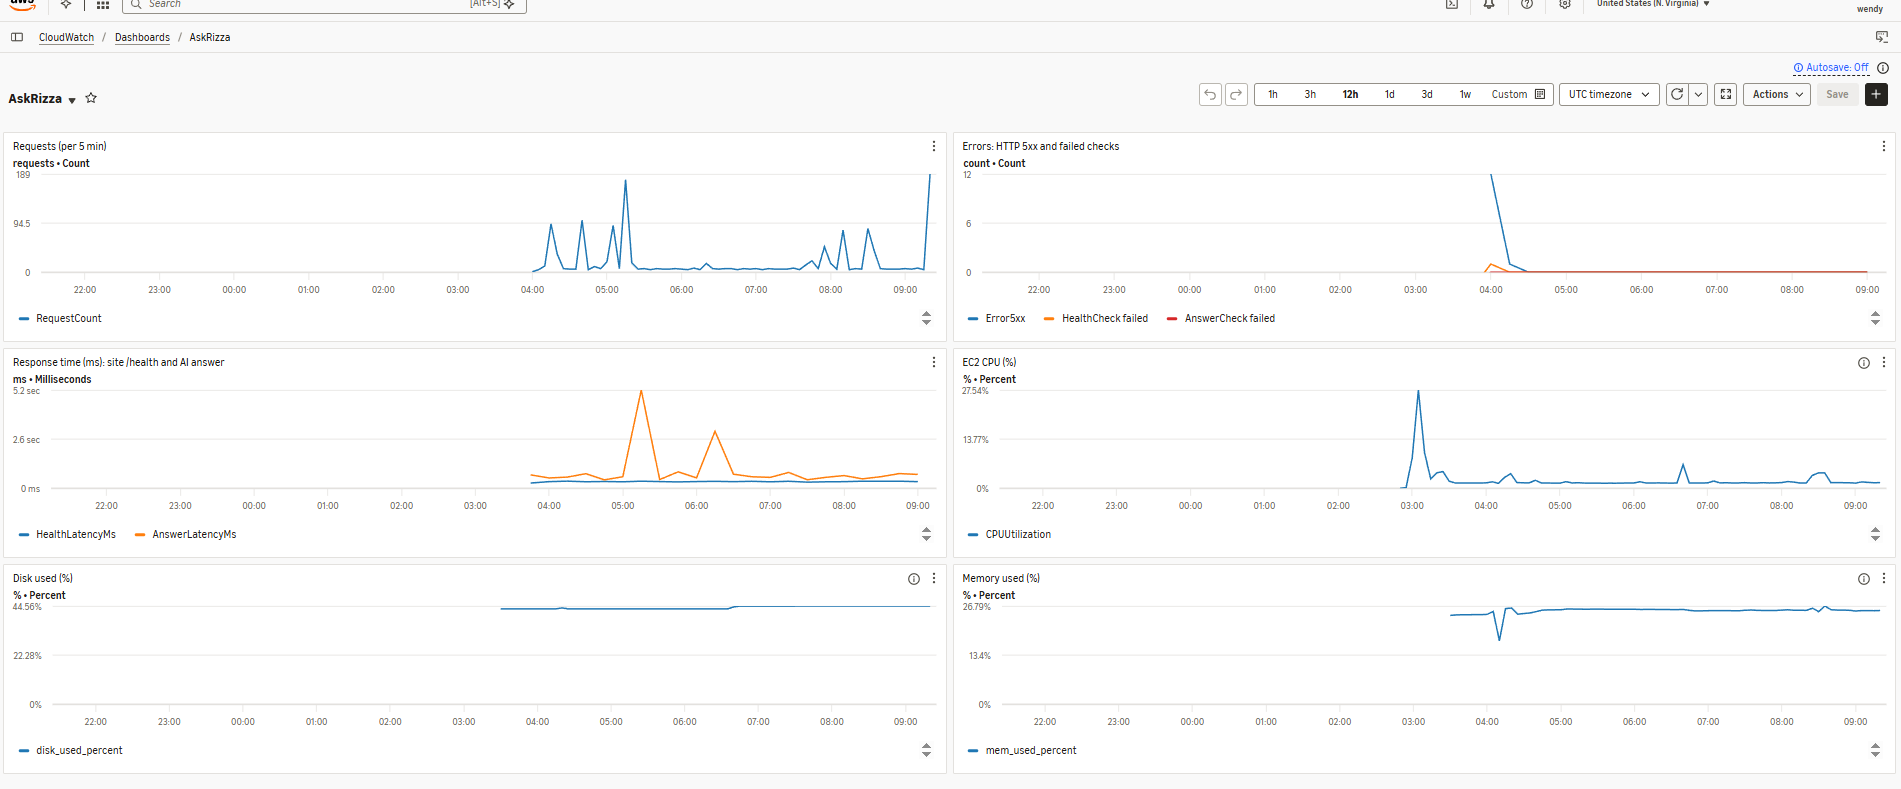 aws
Search [Alt+S]
United States (N. Virginia) ▼
wendy
CloudWatch / Dashboards / AskRizza
Autosave: Off
AskRizza ▼
1h 3h 12h 1d 3d 1w Custom UTC timezone Actions Save +
Requests (per 5 min)
requests • Count
189
94.5
0
22:00 23:00 00:00 01:00 02:00 03:00 04:00 05:00 06:00 07:00 08:00 09:00
RequestCount
Errors: HTTP 5xx and failed checks
count • Count
12
6
0
22:00 23:00 00:00 01:00 02:00 03:00 04:00 05:00 06:00 07:00 08:00 09:00
Error5xx HealthCheck failed AnswerCheck failed
Response time (ms): site /health and AI answer
ms • Milliseconds
5.2 sec
2.6 sec
0 ms
22:00 23:00 00:00 01:00 02:00 03:00 04:00 05:00 06:00 07:00 08:00 09:00
HealthLatencyMs AnswerLatencyMs
EC2 CPU (%)
% • Percent
27.54%
13.77%
0%
22:00 23:00 00:00 01:00 02:00 03:00 04:00 05:00 06:00 07:00 08:00 09:00
CPUUtilization
Disk used (%)
% • Percent
44.56%
22.28%
0%
22:00 23:00 00:00 01:00 02:00 03:00 04:00 05:00 06:00 07:00 08:00 09:00
disk_used_percent
Memory used (%)
% • Percent
26.79%
13.4%
0%
22:00 23:00 00:00 01:00 02:00 03:00 04:00 05:00 06:00 07:00 08:00 09:00
mem_used_percent